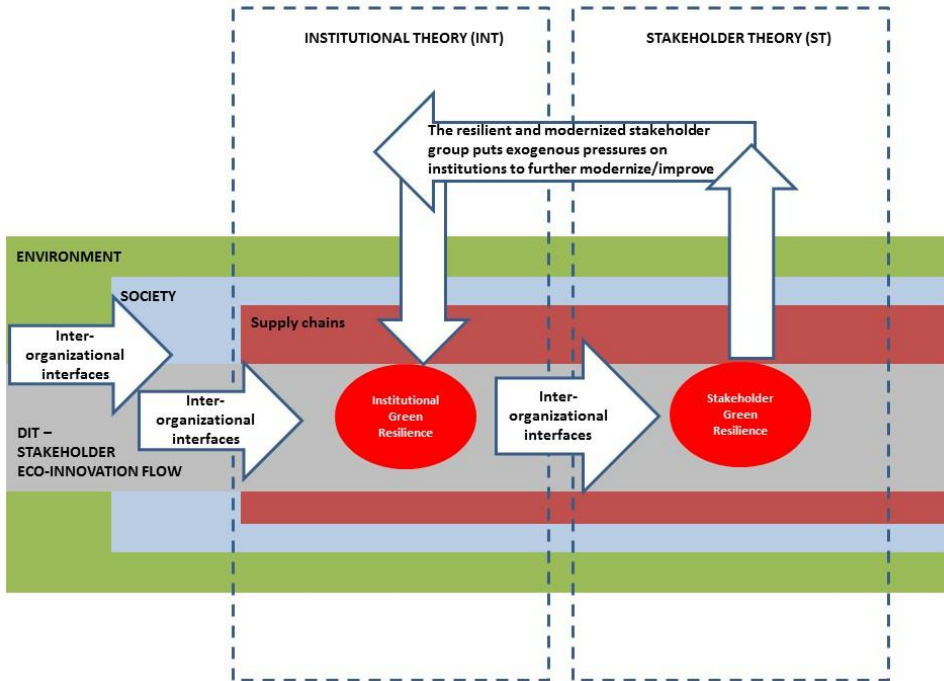 INSTITUTIONAL THEORY (INT)
STAKEHOLDER THEORY (ST)
The resilient and modernized stakeholder
group puts exogenous pressures on
institutions to further modernize/improve
ENVIRONMENT
SOCIETY
Supply chains
Inter-
organizational
interfaces
Inter-
organizational
interfaces
Institutional
Green
Resilience
Inter-
organizational
interfaces
Stakeholder
Green
Resilience
DIT –
STAKEHOLDER
ECO-INNOVATION FLOW